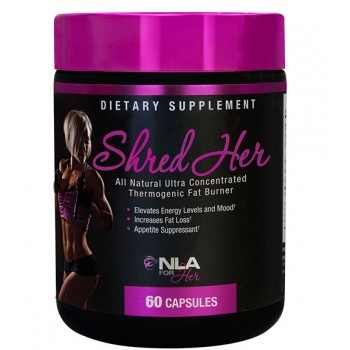 DIETARY SUPPLEMENT
Shred Her
All Natural Ultra Concentrated
Thermogenic Fat Burner
• Elevates Energy Levels and Mood†
• Increases Fat Loss†
• Appetite Suppressant†
NLA
FOR Her
60 CAPSULES